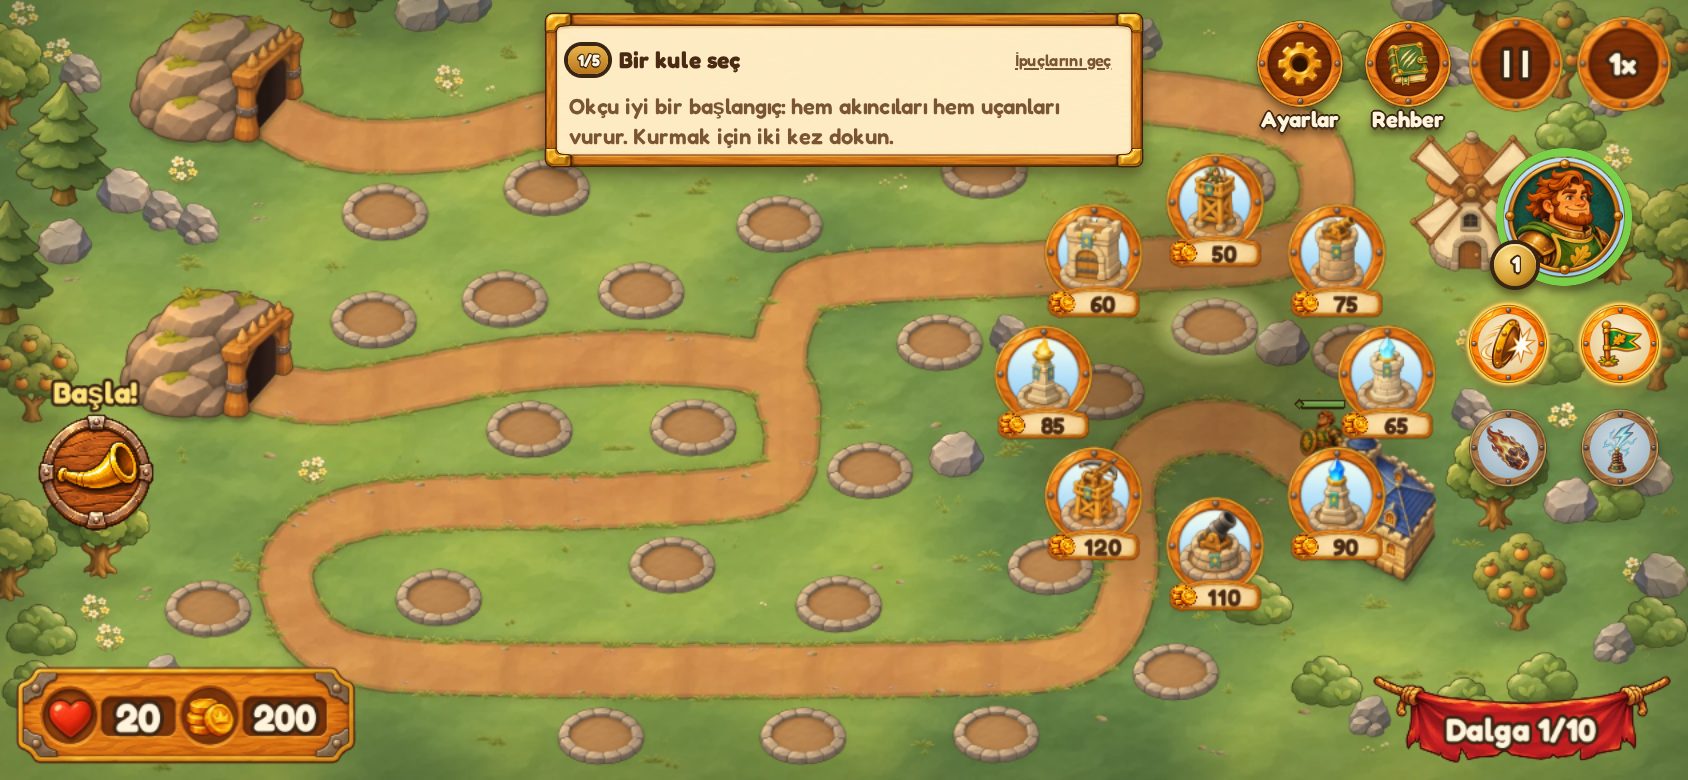 1/5 Bir kule seç İpuçlarını geç
Okçu iyi bir başlangıç: hem akıncıları hem uçanları
vurur. Kurmak için iki kez dokun.
1x
Ayarlar Rehber
50
60 75
1
85 65
Başla!
120 90
110
20 200
Dalga 1/10